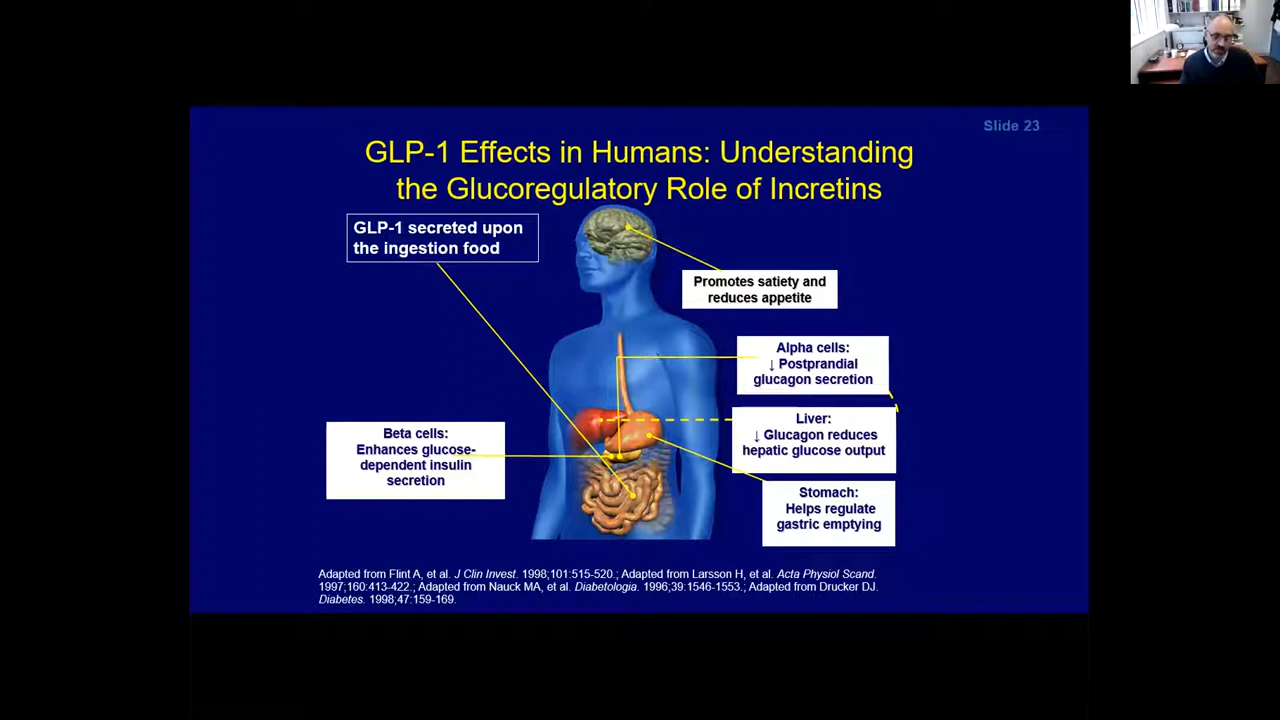 Slide 23
GLP-1 Effects in Humans: Understanding
the Glucoregulatory Role of Incretins
GLP-1 secreted upon
the ingestion food
Promotes satiety and
reduces appetite
Alpha cells:
↓ Postprandial
glucagon secretion
Liver:
↓ Glucagon reduces
hepatic glucose output
Beta cells:
Enhances glucose-
dependent insulin
secretion
Stomach:
Helps regulate
gastric emptying
Adapted from Flint A, et al. J Clin Invest. 1998;101:515-520.; Adapted from Larsson H, et al. Acta Physiol Scand.
1997;160:413-422.; Adapted from Nauck MA, et al. Diabetologia. 1996;39:1546-1553.; Adapted from Drucker DJ.
Diabetes. 1998;47:159-169.